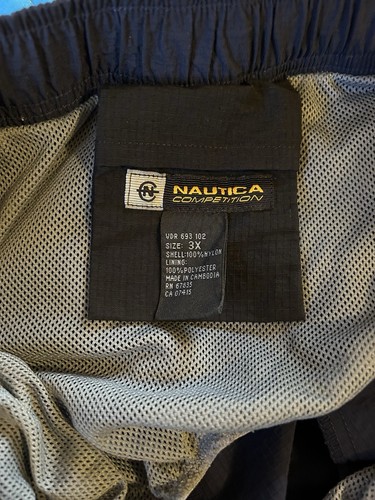 N
NAUTICA
COMPETITION
VDR 693 102
SIZE: 3X
SHELL:100%NYLON
LINING:
100%POLYESTER
MADE IN CAMBODIA
RN 67835
CA 07415